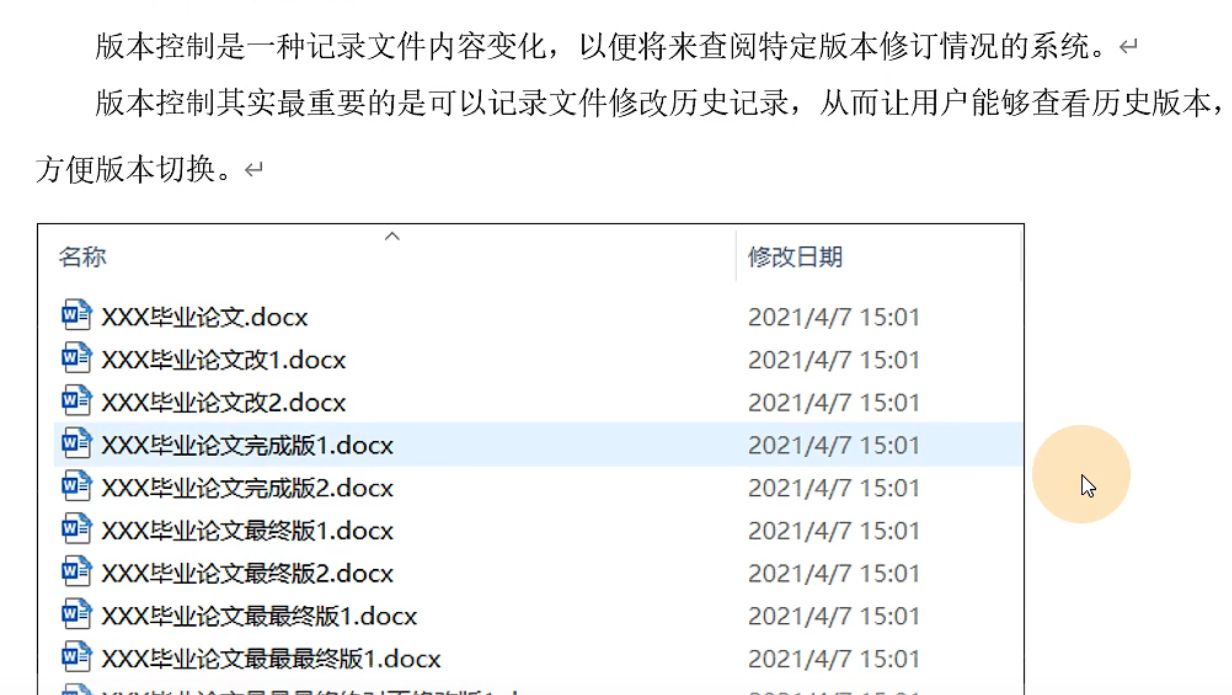 版本控制是一种记录文件内容变化，以便将来查阅特定版本修订情况的系统。
版本控制其实最重要的是可以记录文件修改历史记录，从而让用户能够查看历史版本，
方便版本切换。
名称 修改日期
XXX毕业论文.docx 2021/4/7 15:01
XXX毕业论文改1.docx 2021/4/7 15:01
XXX毕业论文改2.docx 2021/4/7 15:01
XXX毕业论文完成版1.docx 2021/4/7 15:01
XXX毕业论文完成版2.docx 2021/4/7 15:01
XXX毕业论文最终版1.docx 2021/4/7 15:01
XXX毕业论文最终版2.docx 2021/4/7 15:01
XXX毕业论文最最终版1.docx 2021/4/7 15:01
XXX毕业论文最最最终版1.docx 2021/4/7 15:01